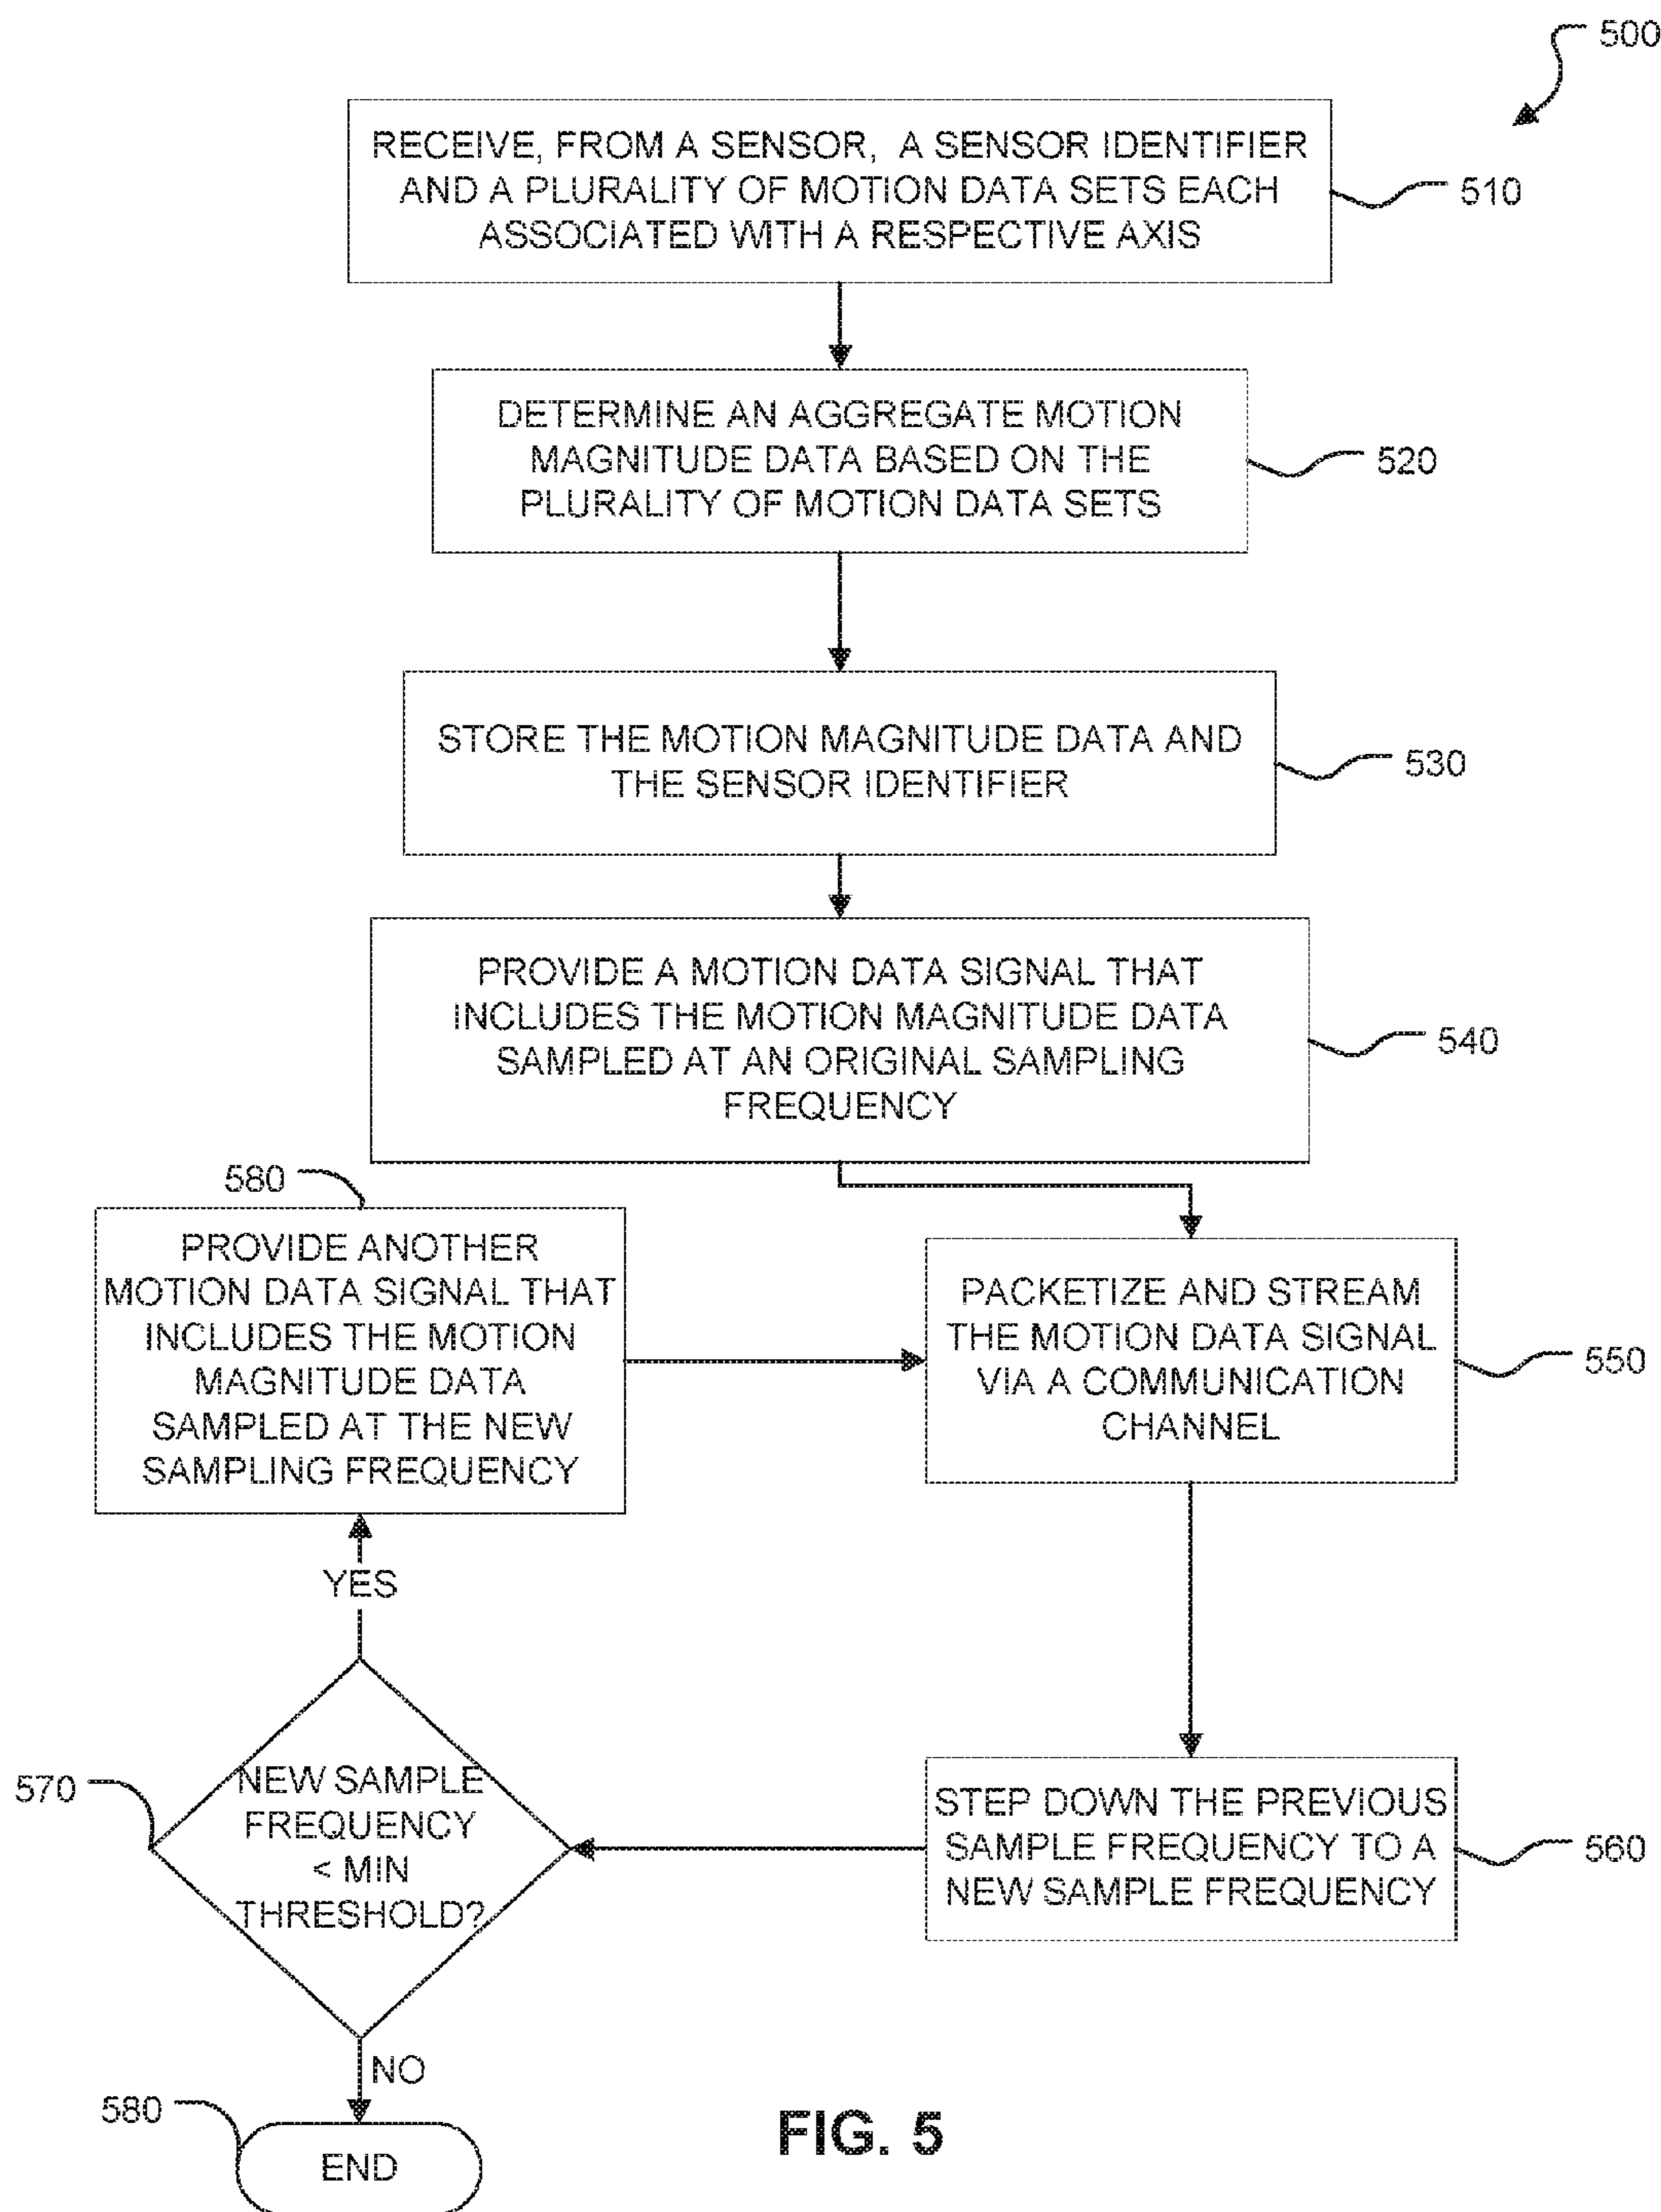 500
RECEIVE, FROM A SENSOR, A SENSOR IDENTIFIER
AND A PLURALITY OF MOTION DATA SETS EACH
ASSOCIATED WITH A RESPECTIVE AXIS
510
DETERMINE AN AGGREGATE MOTION
MAGNITUDE DATA BASED ON THE
PLURALITY OF MOTION DATA SETS
520
STORE THE MOTION MAGNITUDE DATA AND
THE SENSOR IDENTIFIER
530
PROVIDE A MOTION DATA SIGNAL THAT
INCLUDES THE MOTION MAGNITUDE DATA
SAMPLED AT AN ORIGINAL SAMPLING
FREQUENCY
540
580
PROVIDE ANOTHER
MOTION DATA SIGNAL THAT
INCLUDES THE MOTION
MAGNITUDE DATA
SAMPLED AT THE NEW
SAMPLING FREQUENCY
PACKETIZE AND STREAM
THE MOTION DATA SIGNAL
VIA A COMMUNICATION
CHANNEL
550
YES
570
NEW SAMPLE
FREQUENCY
< MIN
THRESHOLD?
STEP DOWN THE PREVIOUS
SAMPLE FREQUENCY TO A
NEW SAMPLE FREQUENCY
560
NO
580
END
FIG. 5